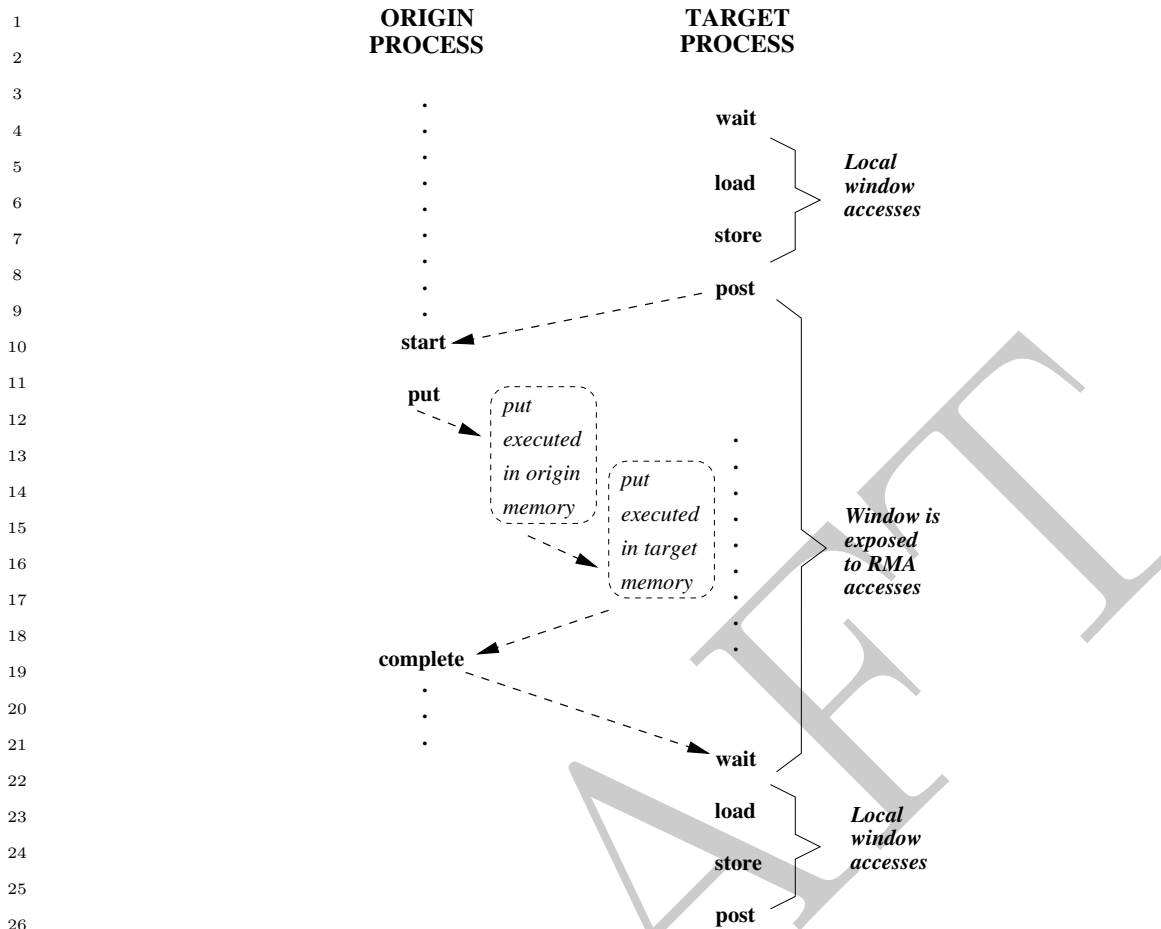 1
ORIGIN TARGET
PROCESS PROCESS
2
3
4
wait
5
Local
6
load
window
accesses
7
store
8
post
9
10
start
11
put
12
put
executed
13
in origin
put
14
memory
executed
15
Window is
exposed
in target
16
to RMA
memory
accesses
17
18
complete
19
20
21
wait
22
load
23
Local
window
24
store
accesses
25
post
26
AFT